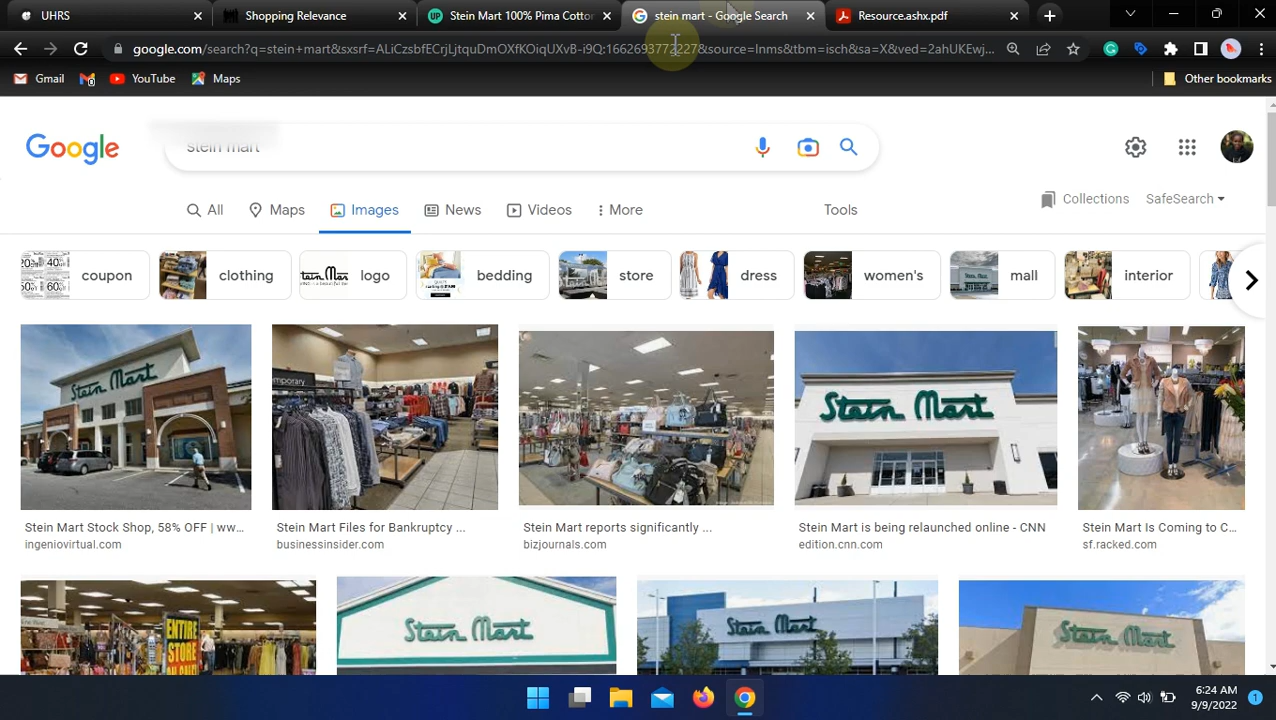 UHRS
Shopping Relevance
Stein Mart 100% Pima Cotton
stein mart - Google Search
Resource.ashx.pdf
google.com/search?q=stein+mart&sxsrf=ALiCzsbfECrjLjtquDmOXfKOiqUXvB-i9Q:1662693772227&source=lnms&tbm=isch&sa=X&ved=2ahUKEwj...
Gmail
YouTube
Maps
Other bookmarks
Google
stein mart
All
Maps
Images
News
Videos
More
Tools
Collections
SafeSearch
coupon
clothing
Stein Mart
logo
bedding
store
dress
women's
mall
interior
Stein Mart
Stein Mart
Stein Mart Stock Shop, 58% OFF | ww...
ingeniovirtual.com
Stein Mart Files for Bankruptcy ...
businessinsider.com
Stein Mart reports significantly ...
bizjournals.com
Stein Mart is being relaunched online - CNN
edition.cnn.com
Stein Mart Is Coming to C...
sf.racked.com
ENTIRE
STORE
ON SALE!
Stein Mart
Stein Mart
Stein Mart
6:24 AM
9/9/2022
1